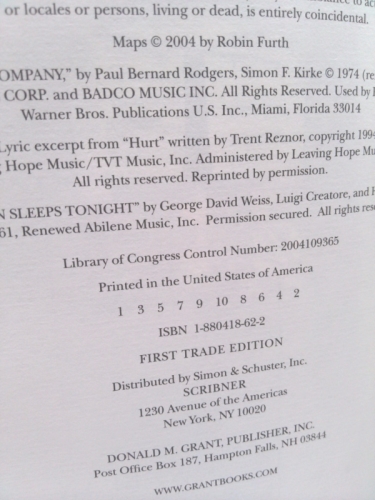 or locales or persons, living or dead, is entirely coincidental.
Maps © 2004 by Robin Furth
COMPANY," by Paul Bernard Rodgers, Simon F. Kirke © 1974 (re
CORP. and BADCO MUSIC INC. All Rights Reserved. Used by
Warner Bros. Publications U.S. Inc., Miami, Florida 33014
Lyric excerpt from "Hurt" written by Trent Reznor, copyright 1994
Hope Music/TVT Music, Inc. Administered by Leaving Hope Mu
All rights reserved. Reprinted by permission.
N SLEEPS TONIGHT" by George David Weiss, Luigi Creatore, and
61, Renewed Abilene Music, Inc. Permission secured. All rights rese
Library of Congress Control Number: 2004109365
Printed in the United States of America
1 3 5 7 9 10 8 6 4 2
ISBN 1-880418-62-2
FIRST TRADE EDITION
Distributed by Simon & Schuster, Inc.
SCRIBNER
1230 Avenue of the Americas
New York, NY 10020
DONALD M. GRANT, PUBLISHER, INC.
Post Office Box 187, Hampton Falls, NH 03844
WWW.GRANTBOOKS.COM